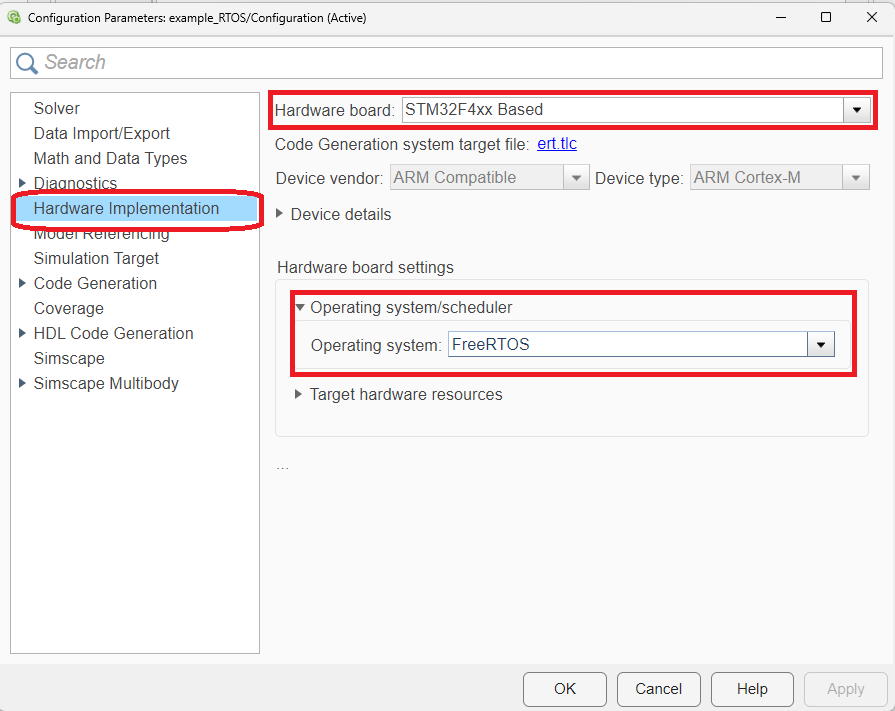 Configuration Parameters: example_RTOS/Configuration (Active)
Search
Solver
Data Import/Export
Math and Data Types
Diagnostics
Hardware Implementation
Model Referencing
Simulation Target
Code Generation
Coverage
HDL Code Generation
Simscape
Simscape Multibody
Hardware board: STM32F4xx Based
Code Generation system target file: ert.tlc
Device vendor: ARM Compatible Device type: ARM Cortex-M
Device details
Hardware board settings
Operating system/scheduler
Operating system: FreeRTOS
Target hardware resources
...
OK Cancel Help Apply